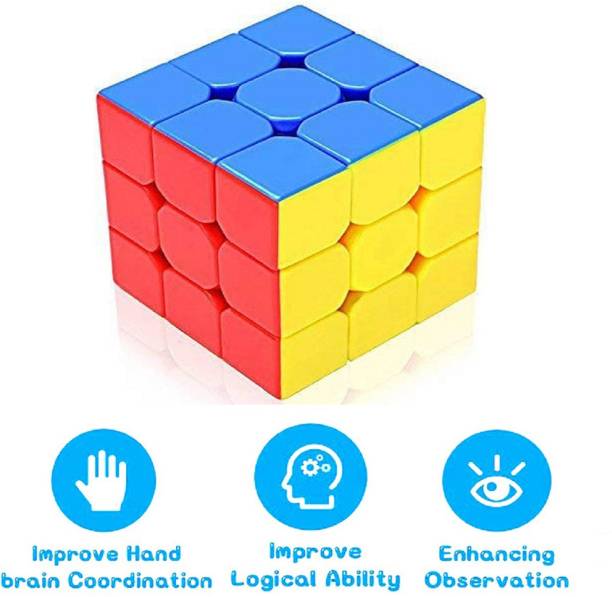 Improve Hand
brain Coordination
Improve
Logical Ability
Enhancing
Observation